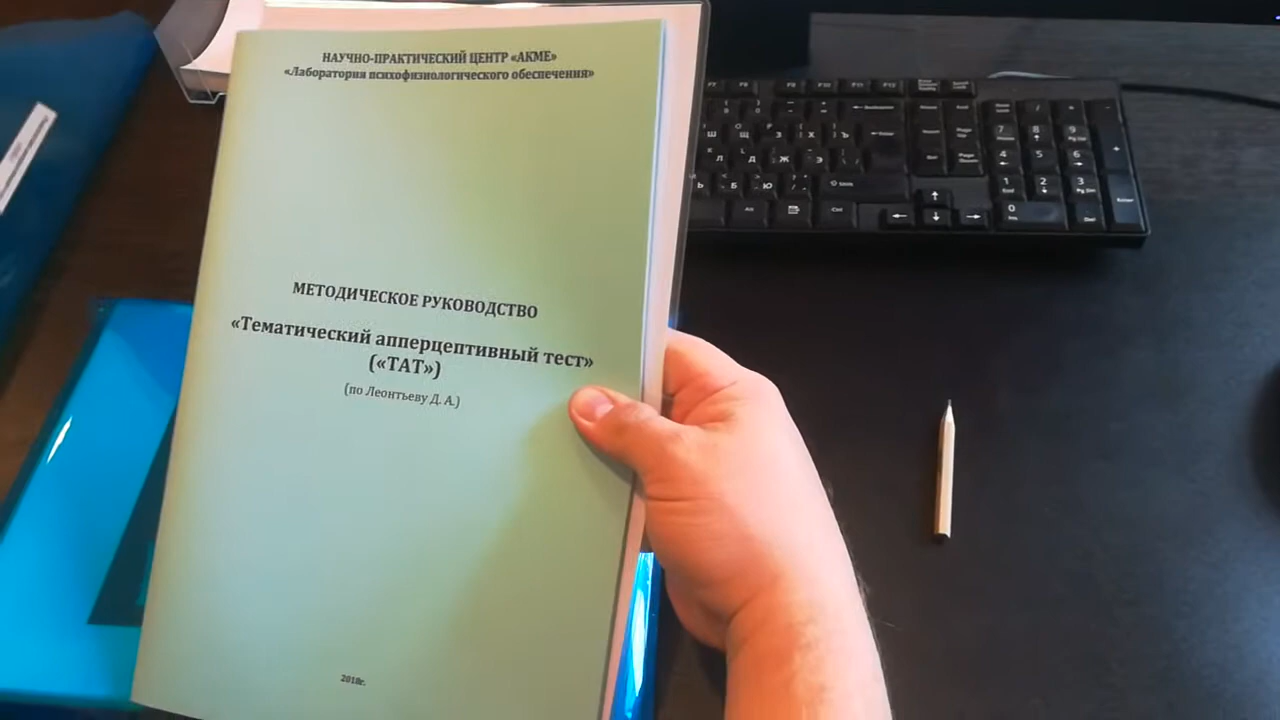 НАУЧНО-ПРАКТИЧЕСКИЙ ЦЕНТР «АКМЕ»
«Лаборатория психофизиологического обеспечения»
МЕТОДИЧЕСКОЕ РУКОВОДСТВО
«Тематический апперцептивный тест»
(«ТАТ»)
(по Леонтьеву Д. А.)
2018г.